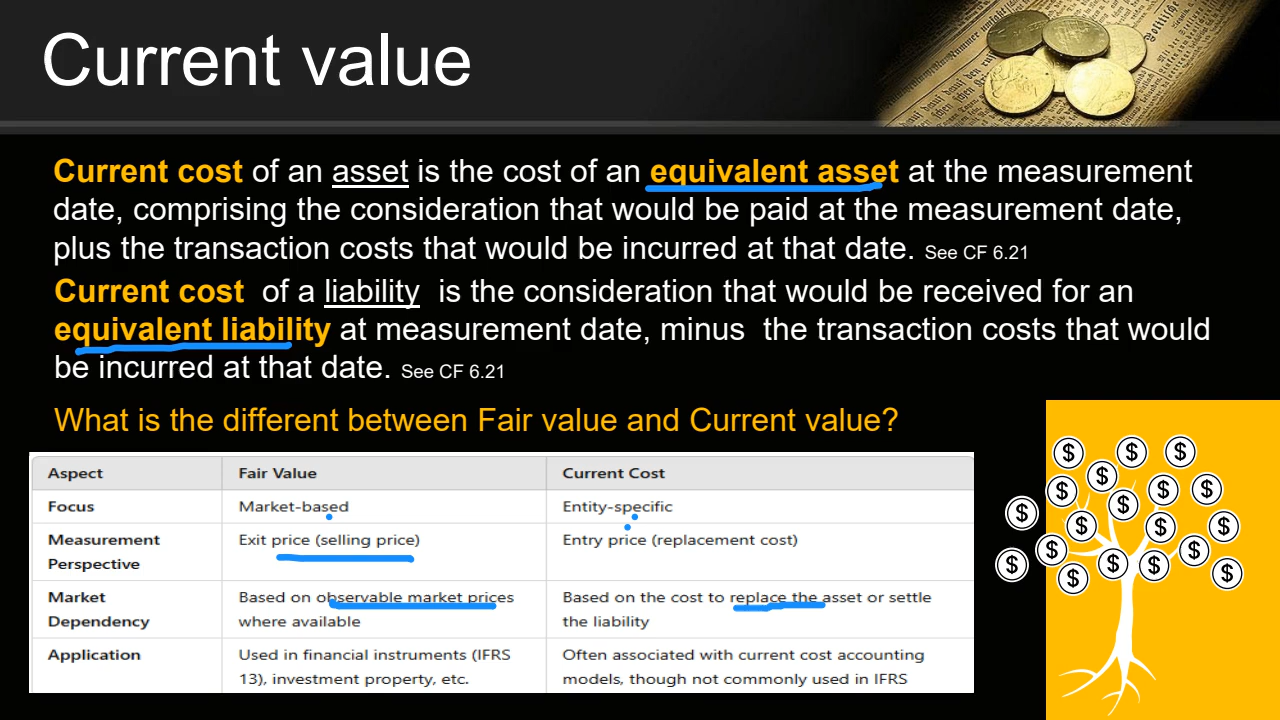 Current value
Current cost of an asset is the cost of an equivalent asset at the measurement
date, comprising the consideration that would be paid at the measurement date,
plus the transaction costs that would be incurred at that date. See CF 6.21
Current cost of a liability is the consideration that would be received for an
equivalent liability at measurement date, minus the transaction costs that would
be incurred at that date. See CF 6.21
What is the different between Fair value and Current value?
Aspect Fair Value Current Cost
Focus Market-based Entity-specific
Measurement Perspective Exit price (selling price) Entry price (replacement cost)
Market Dependency Based on observable market prices where available Based on the cost to replace the asset or settle the liability
Application Used in financial instruments (IFRS 13), investment property, etc. Often associated with current cost accounting models, though not commonly used in IFRS
$ $ $
$ $ $ $
$ $ $ $ $
$ $ $ $ $ $
$ $